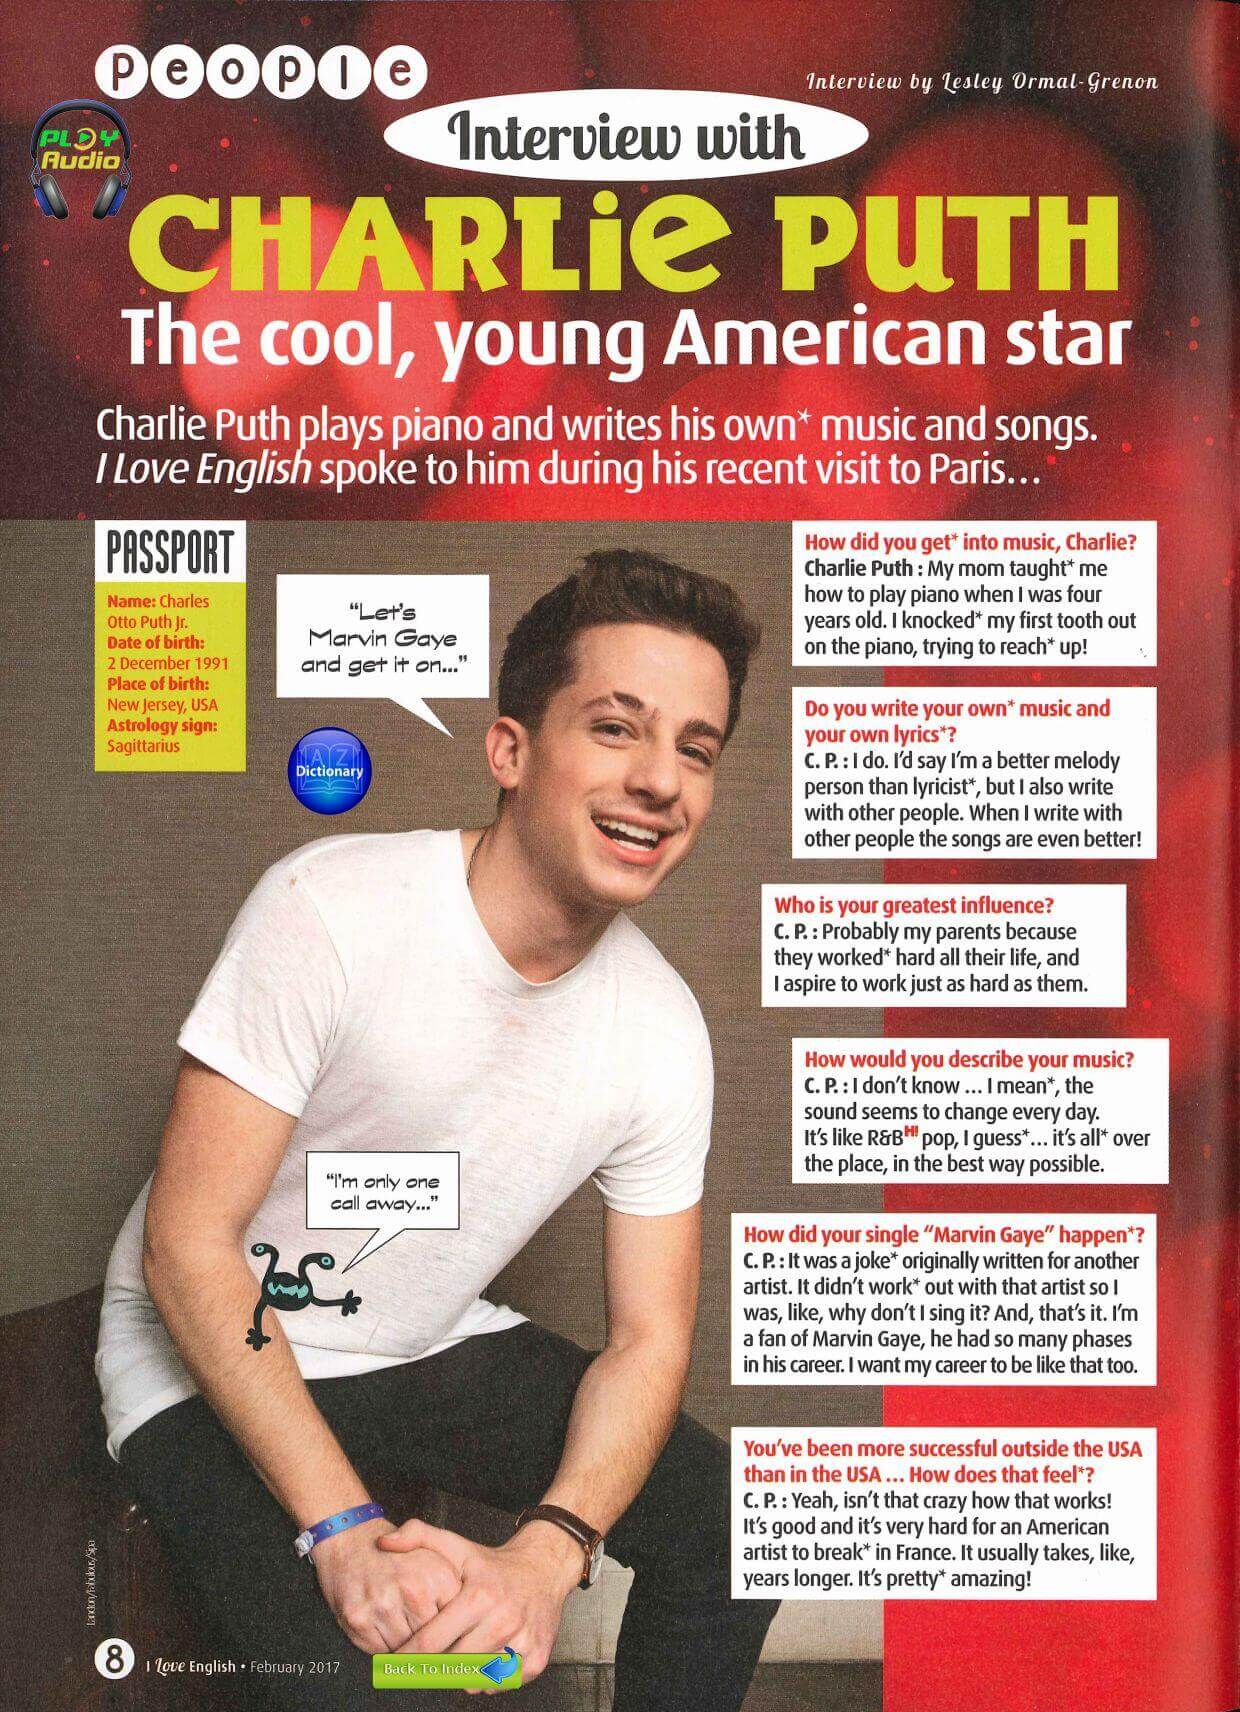 People
Interview by Lesley Ormal-Grenon
PLAY
Audio
Interview with
CHARLiE PUTH
The cool, young American star
Charlie Puth plays piano and writes his own* music and songs.
I Love English spoke to him during his recent visit to Paris…
PASSPORT
Name: Charles
Otto Puth Jr.
Date of birth:
2 December 1991
Place of birth:
New Jersey, USA
Astrology sign:
Sagittarius
“Let’s
Marvin Gaye
and get it on...”
A Z
Dictionary
How did you get* into music, Charlie?
Charlie Puth : My mom taught* me
how to play piano when I was four
years old. I knocked* my first tooth out
on the piano, trying to reach* up!
Do you write your own* music and
your own lyrics*?
C. P. : I do. I’d say I’m a better melody
person than lyricist*, but I also write
with other people. When I write with
other people the songs are even better!
Who is your greatest influence?
C. P. : Probably my parents because
they worked* hard all their life, and
I aspire to work just as hard as them.
How would you describe your music?
C. P. : I don’t know … I mean*, the
sound seems to change every day.
It’s like R&B HI pop, I guess*… it’s all* over
the place, in the best way possible.
“I’m only one
call away...”
How did your single “Marvin Gaye” happen*?
C. P. : It was a joke* originally written for another
artist. It didn’t work* out with that artist so I
was, like, why don’t I sing it? And, that’s it. I’m
a fan of Marvin Gaye, he had so many phases
in his career. I want my career to be like that too.
You’ve been more successful outside the USA
than in the USA … How does that feel*?
C. P. : Yeah, isn’t that crazy how that works!
It’s good and it’s very hard for an American
artist to break* in France. It usually takes, like,
years longer. It’s pretty* amazing!
Landon/Fabulous/Sipa
8 I Love English • February 2017
Back To Index